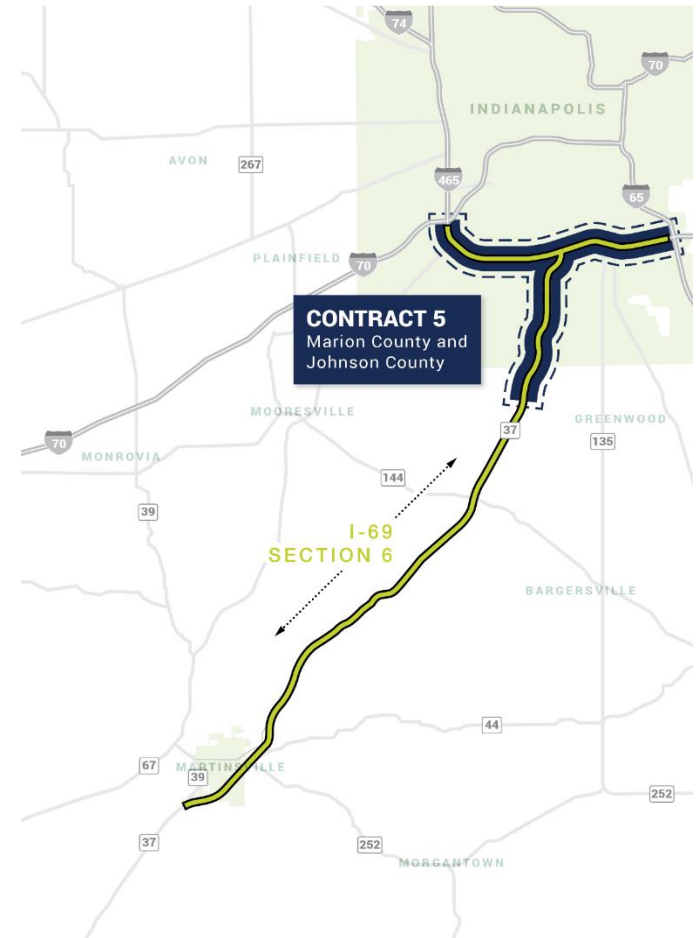 74
70
INDIANAPOLIS
AVON
267
465
65
PLAINFIELD
70
CONTRACT 5
Marion County and
Johnson County
MOORESVILLE
GREENWOOD
37
135
70
MONROVIA
144
39
I-69
SECTION 6
BARGERSVILLE
44
67
MARTINSVILLE
39
252
37
252
MORGANTOWN